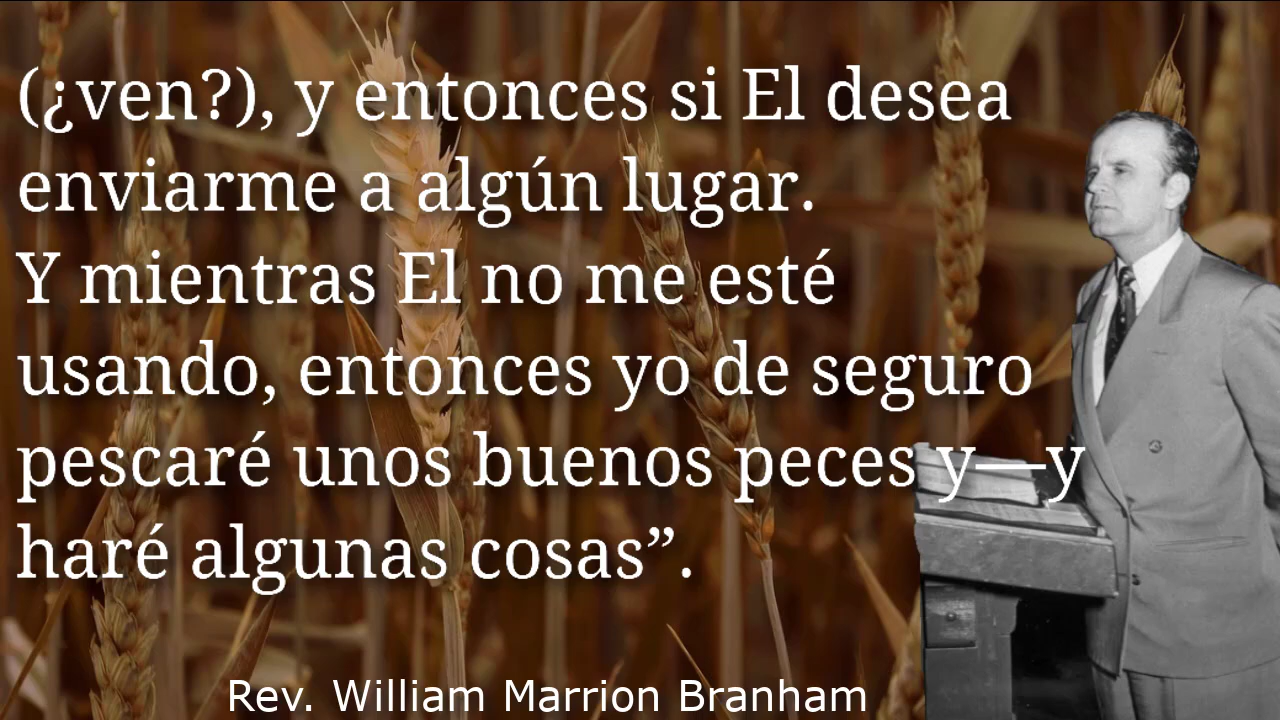 (¿ven?), y entonces si El desea
enviarme a algún lugar.
Y mientras El no me esté
usando, entonces yo de seguro
pescaré unos buenos peces y—y
haré algunas cosas”.
Rev. William Marrion Branham